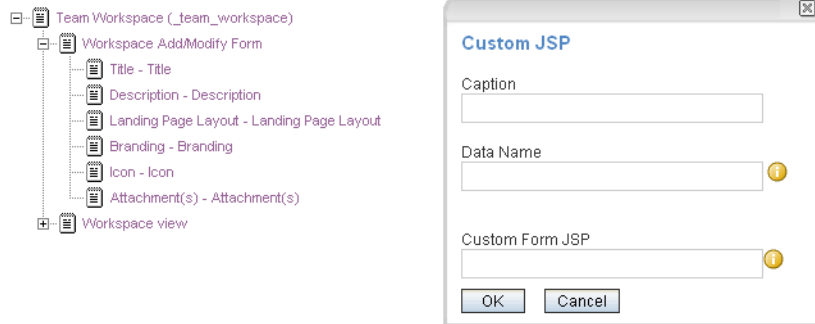 Team Workspace (_team_workspace)
Workspace Add/Modify Form
Title - Title
Description - Description
Landing Page Layout - Landing Page Layout
Branding - Branding
Icon - Icon
Attachment(s) - Attachment(s)
Workspace view
Custom JSP
Caption
Data Name
Custom Form JSP
OK Cancel